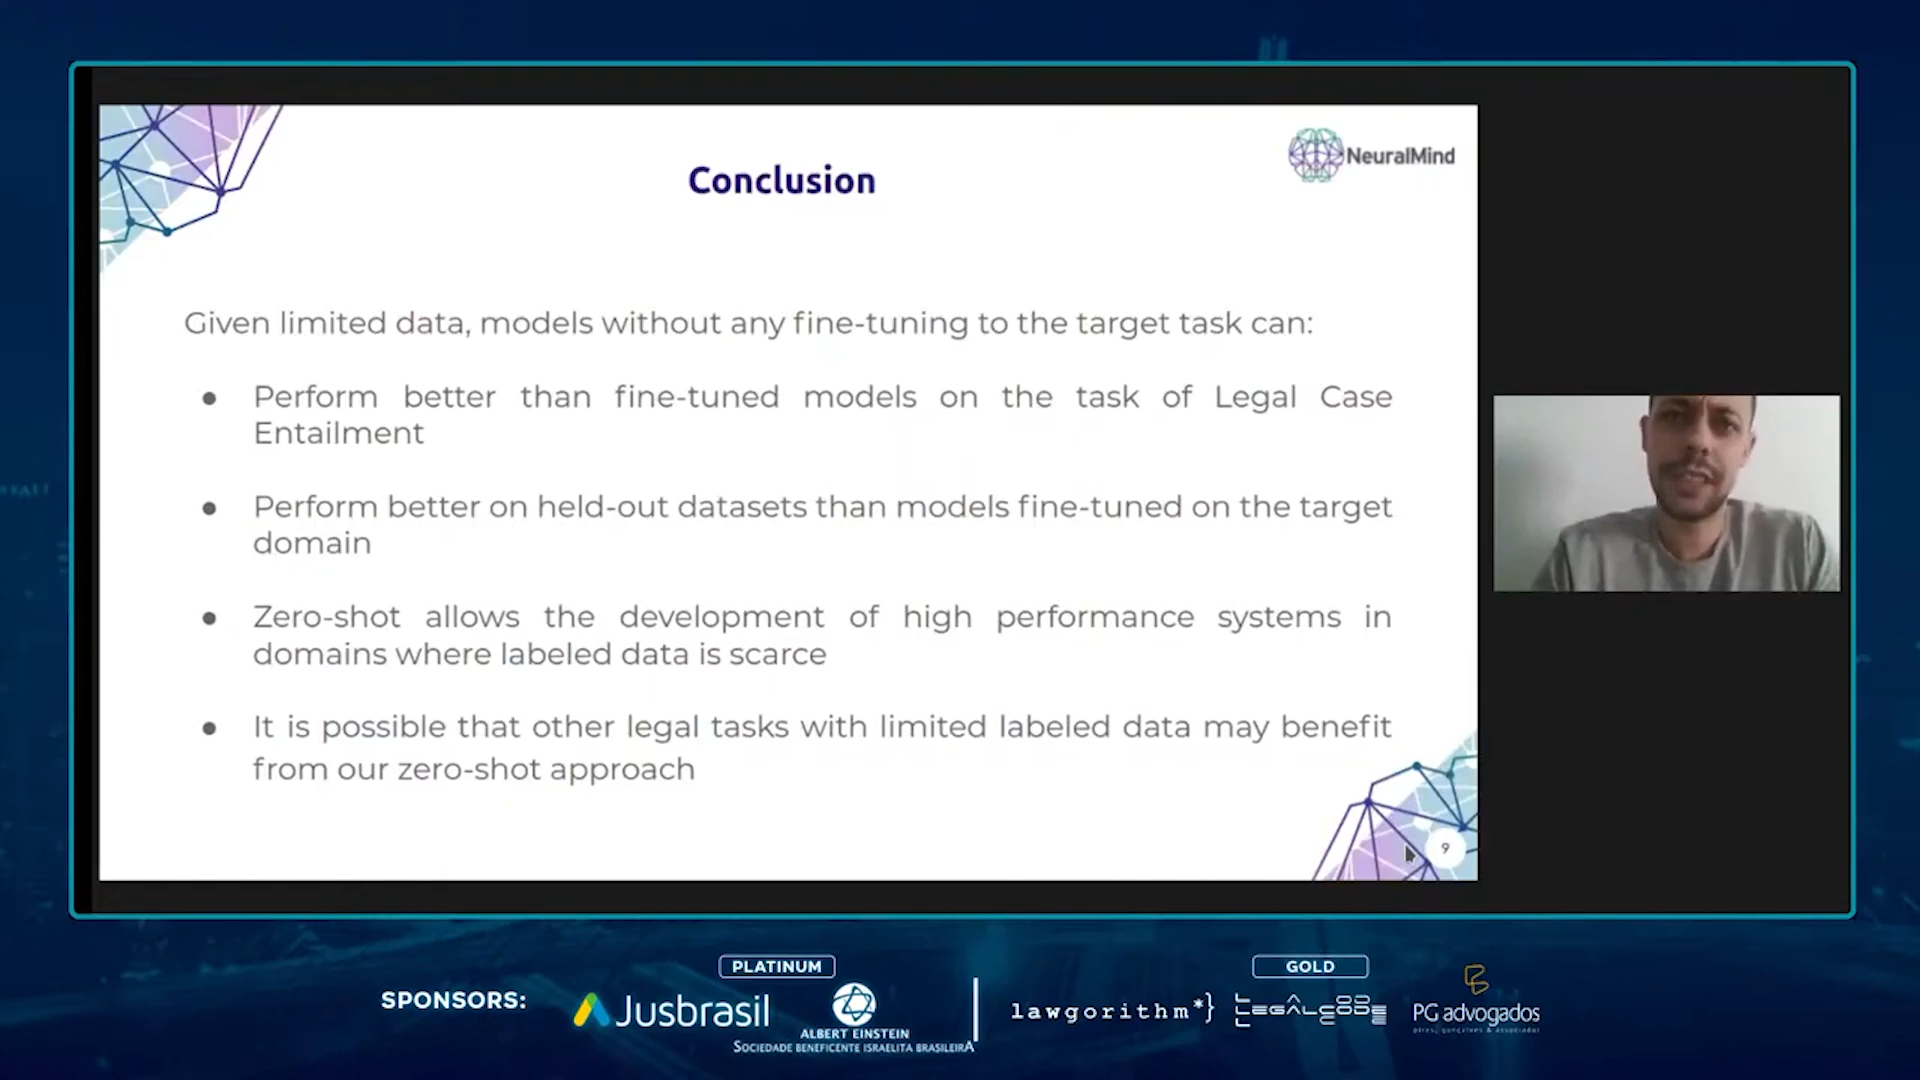 NeuralMind
Conclusion
Given limited data, models without any fine-tuning to the target task can:
● Perform better than fine-tuned models on the task of Legal Case
Entailment
● Perform better on held-out datasets than models fine-tuned on the target
domain
● Zero-shot allows the development of high performance systems in
domains where labeled data is scarce
● It is possible that other legal tasks with limited labeled data may benefit
from our zero-shot approach
9
PLATINUM
GOLD
SPONSORS:
Jusbrasil
ALBERT EINSTEIN
SOCIEDADE BENEFICENTE ISRAELITA BRASILEIRA
lawgorithm*}
LEGALCODE
PG advogados